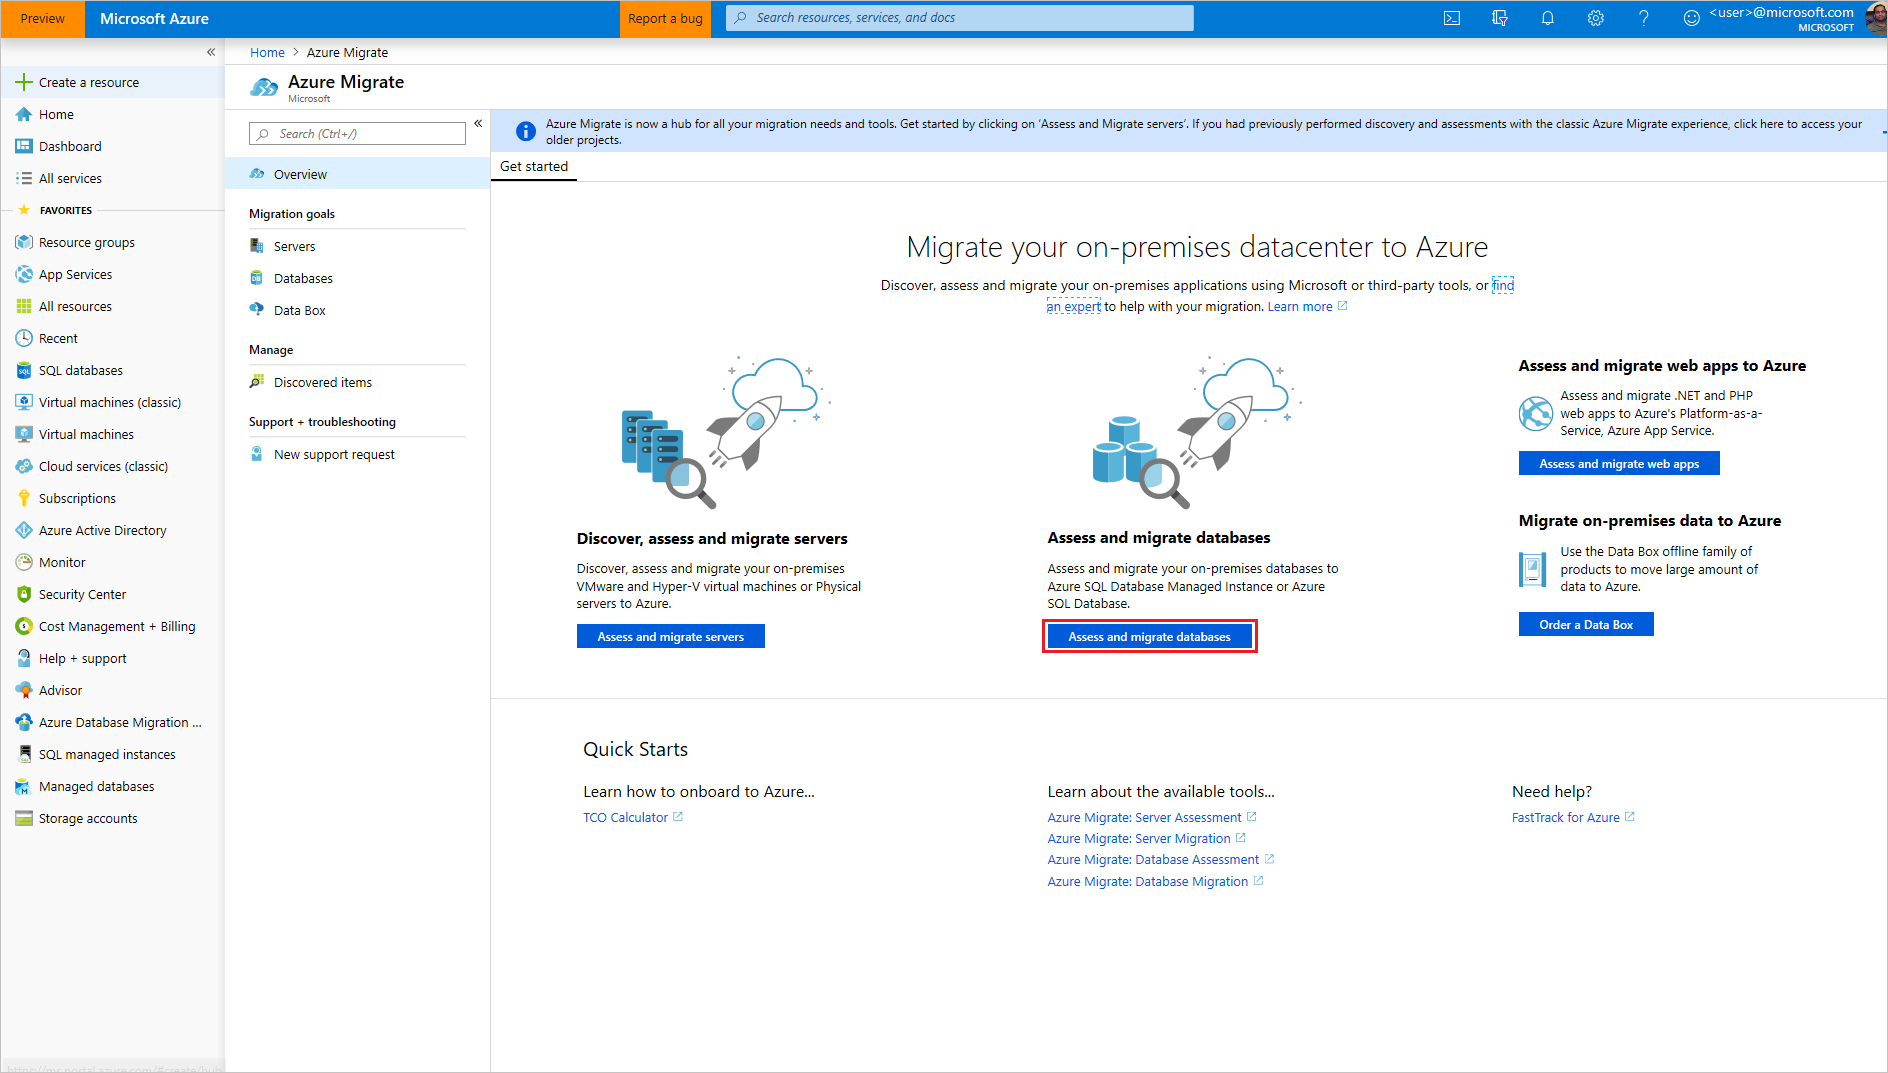 Preview
Microsoft Azure
Report a bug
Search resources, services, and docs
<user>@microsoft.com
MICROSOFT
«
Create a resource
Home
Dashboard
All services
FAVORITES
Resource groups
App Services
All resources
Recent
SQL databases
Virtual machines (classic)
Virtual machines
Cloud services (classic)
Subscriptions
Azure Active Directory
Monitor
Security Center
Cost Management + Billing
Help + support
Advisor
Azure Database Migration ...
SQL managed instances
Managed databases
Storage accounts
https://ms.portal.azure.com/#create/hub
Home > Azure Migrate
Azure Migrate
Microsoft
Search (Ctrl+/)
«
Overview
Migration goals
Servers
Databases
Data Box
Manage
Discovered items
Support + troubleshooting
New support request
Azure Migrate is now a hub for all your migration needs and tools. Get started by clicking on 'Assess and Migrate servers'. If you had previously performed discovery and assessments with the classic Azure Migrate experience, click here to access your
older projects.
Get started
Migrate your on-premises datacenter to Azure
Discover, assess and migrate your on-premises applications using Microsoft or third-party tools, or find
an expert to help with your migration. Learn more
Discover, assess and migrate servers
Discover, assess and migrate your on-premises
VMware and Hyper-V virtual machines or Physical
servers to Azure.
Assess and migrate servers
Assess and migrate databases
Assess and migrate your on-premises databases to
Azure SQL Database Managed Instance or Azure
SQL Database.
Assess and migrate databases
Assess and migrate web apps to Azure
Assess and migrate .NET and PHP
web apps to Azure's Platform-as-a-
Service, Azure App Service.
Assess and migrate web apps
Migrate on-premises data to Azure
Use the Data Box offline family of
products to move large amount of
data to Azure.
Order a Data Box
Quick Starts
Learn how to onboard to Azure...
TCO Calculator
Learn about the available tools...
Azure Migrate: Server Assessment
Azure Migrate: Server Migration
Azure Migrate: Database Assessment
Azure Migrate: Database Migration
Need help?
FastTrack for Azure